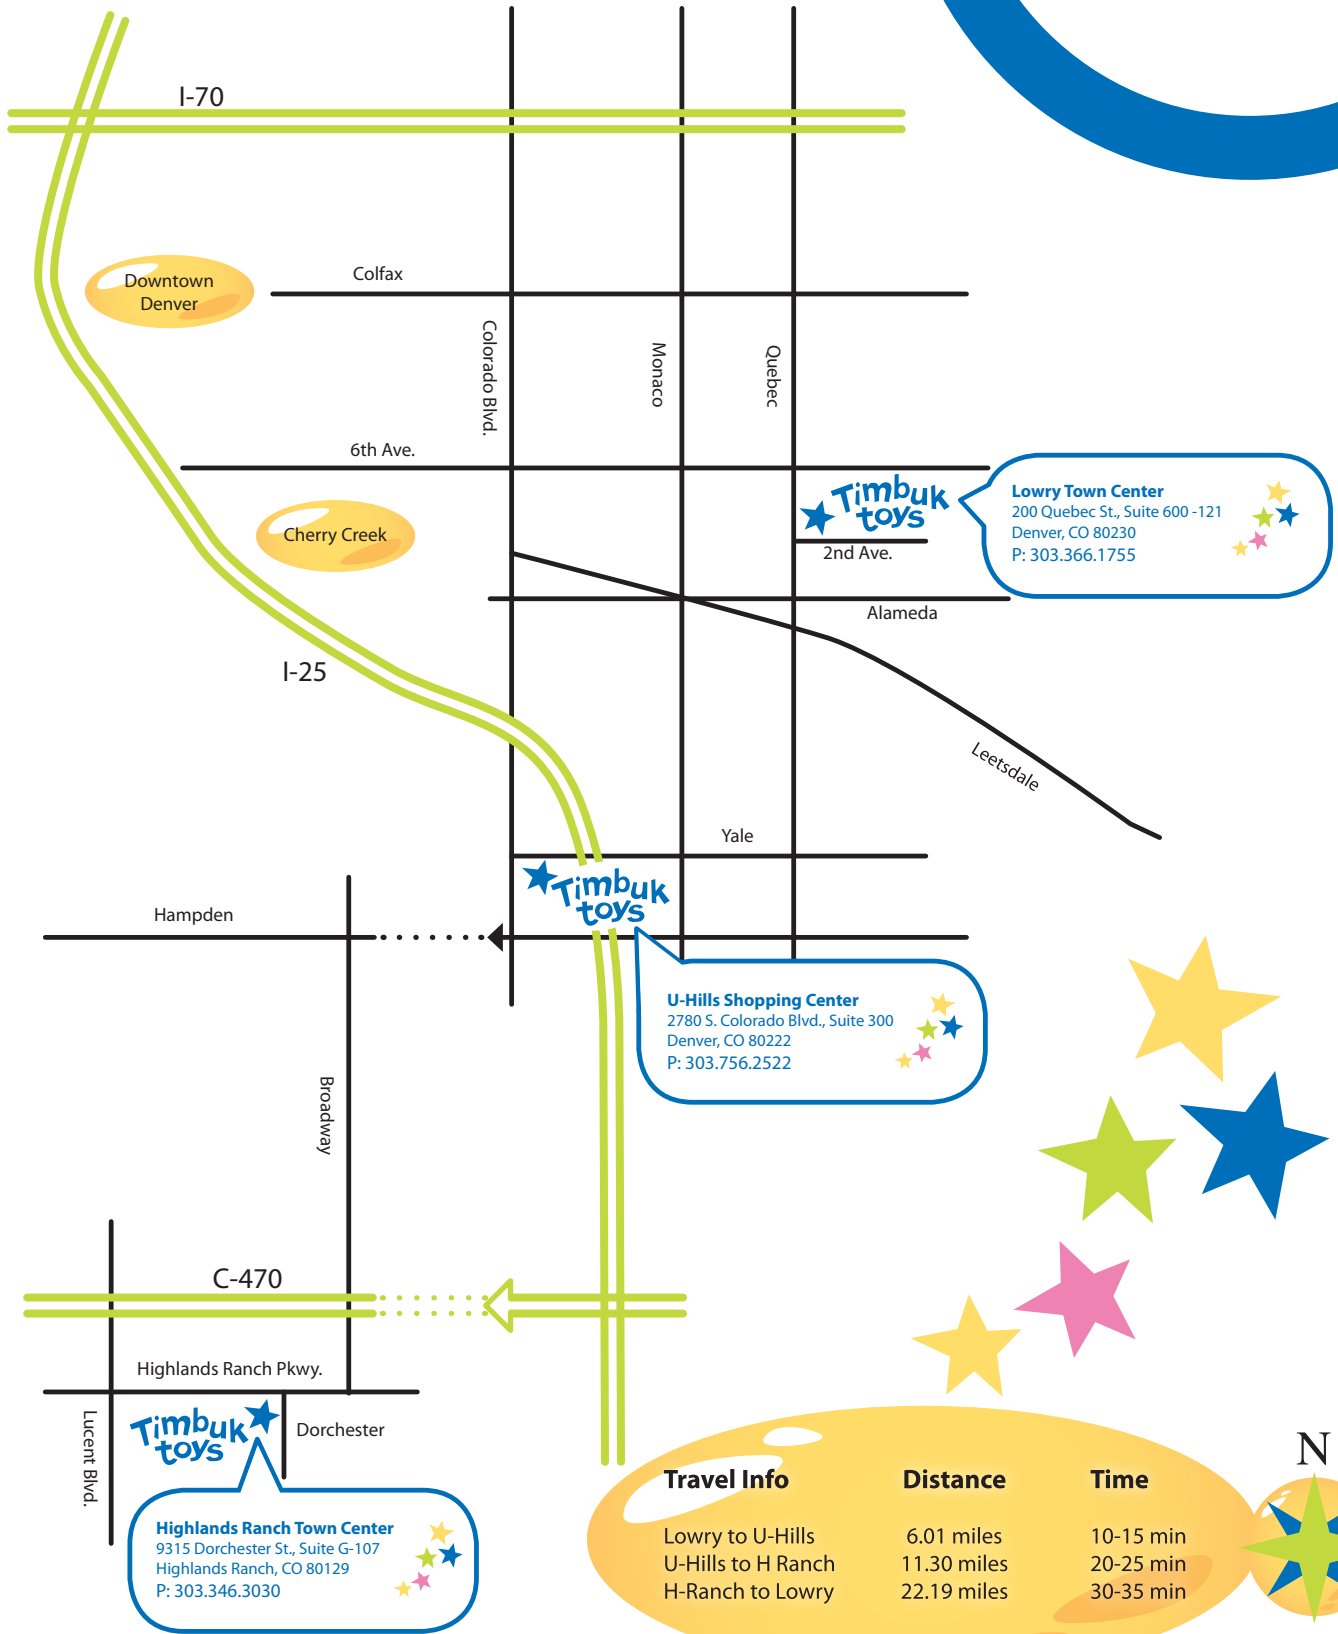 I-70
Downtown
Denver
Colfax
Colorado Blvd.
Monaco
Quebec
6th Ave.
Cherry Creek
Timbuk
toys
2nd Ave.
Lowry Town Center
200 Quebec St., Suite 600 -121
Denver, CO 80230
P: 303.366.1755
Alameda
I-25
Leetsdale
Yale
Timbuk
toys
Hampden
U-Hills Shopping Center
2780 S. Colorado Blvd., Suite 300
Denver, CO 80222
P: 303.756.2522
Broadway
C-470
Highlands Ranch Pkwy.
Lucent Blvd.
Timbuk
toys
Dorchester
Highlands Ranch Town Center
9315 Dorchester St., Suite G-107
Highlands Ranch, CO 80129
P: 303.346.3030
N
Travel Info Distance Time
Lowry to U-Hills 6.01 miles 10-15 min
U-Hills to H Ranch 11.30 miles 20-25 min
H-Ranch to Lowry 22.19 miles 30-35 min